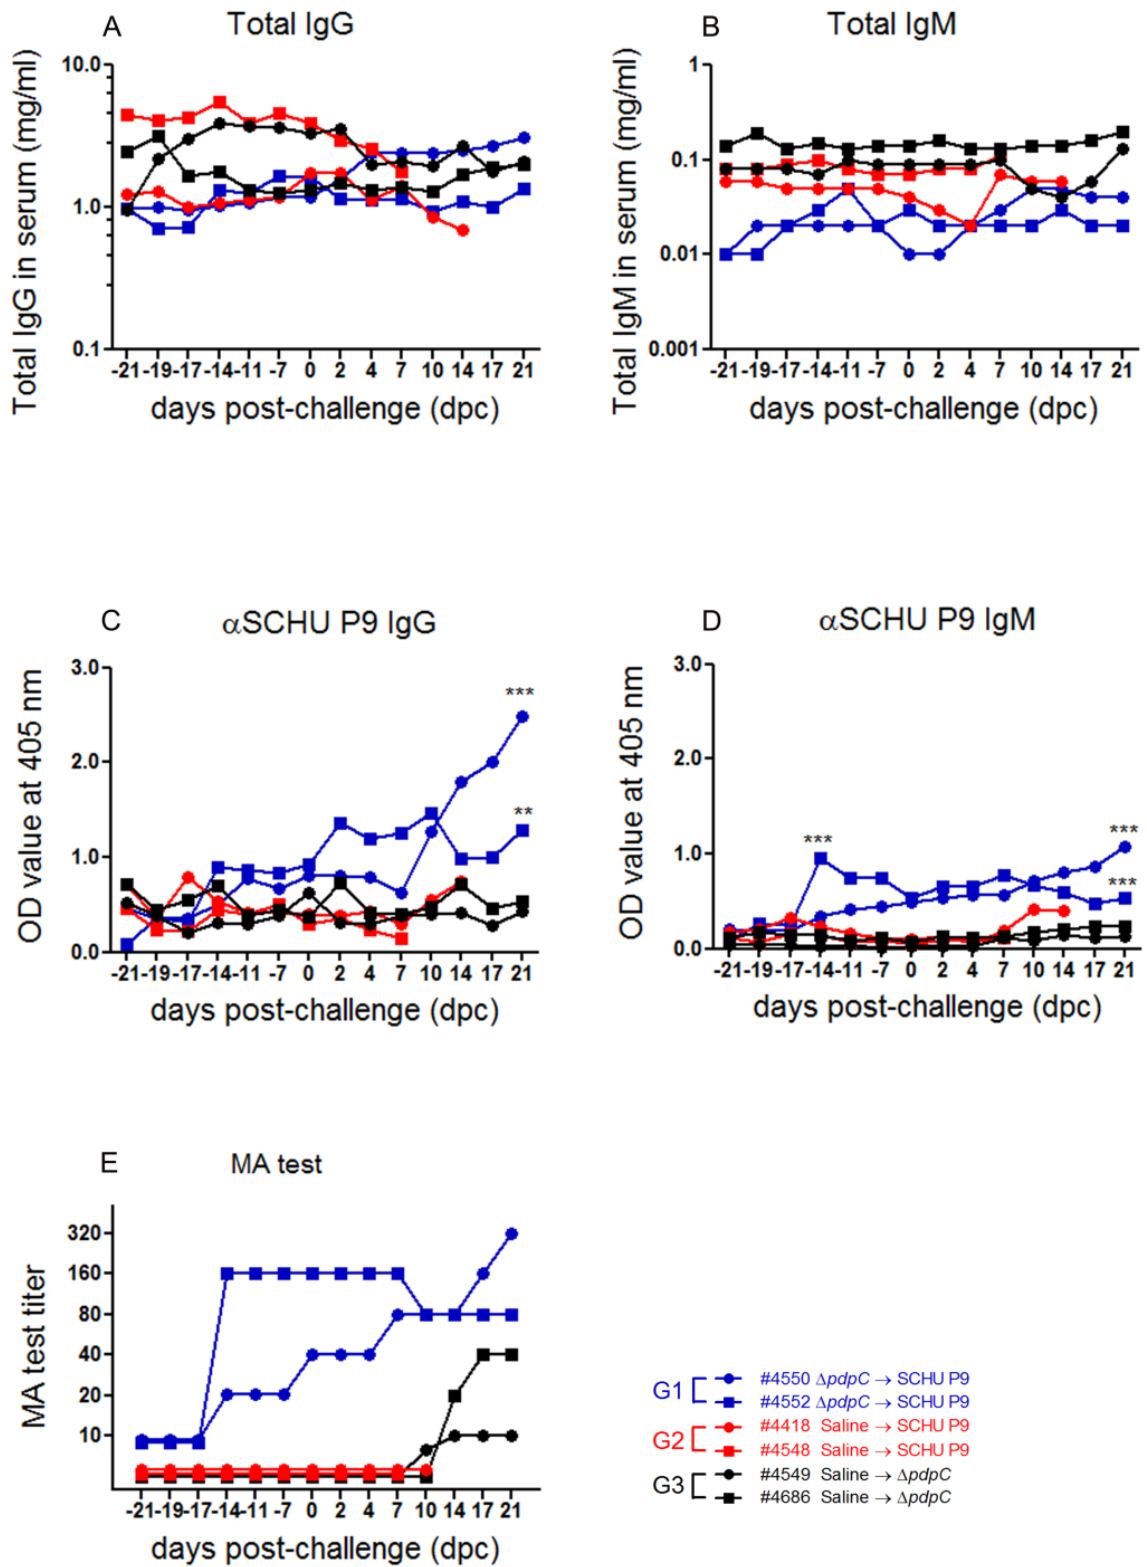 A Total IgG
Total IgG in serum (mg/ml)
10.0
1.0
0.1
-21 -19 -17 -14 -11 -7 0 2 4 7 10 14 17 21
days post-challenge (dpc)
B Total IgM
Total IgM in serum (mg/ml)
1
0.1
0.01
0.001
-21 -19 -17 -14 -11 -7 0 2 4 7 10 14 17 21
days post-challenge (dpc)
C αSCHU P9 IgG
OD value at 405 nm
3.0
2.0
1.0
0.0
***
**
-21 -19 -17 -14 -11 -7 0 2 4 7 10 14 17 21
days post-challenge (dpc)
D αSCHU P9 IgM
OD value at 405 nm
3.0
2.0
1.0
0.0
***
***
***
-21 -19 -17 -14 -11 -7 0 2 4 7 10 14 17 21
days post-challenge (dpc)
E MA test
MA test titer
320
160
80
40
20
10
-21 -19 -17 -14 -11 -7 0 2 4 7 10 14 17 21
days post-challenge (dpc)
G1
#4550 ΔpdpC → SCHU P9
#4552 ΔpdpC → SCHU P9
G2
#4418 Saline → SCHU P9
#4548 Saline → SCHU P9
G3
#4549 Saline → ΔpdpC
#4686 Saline → ΔpdpC